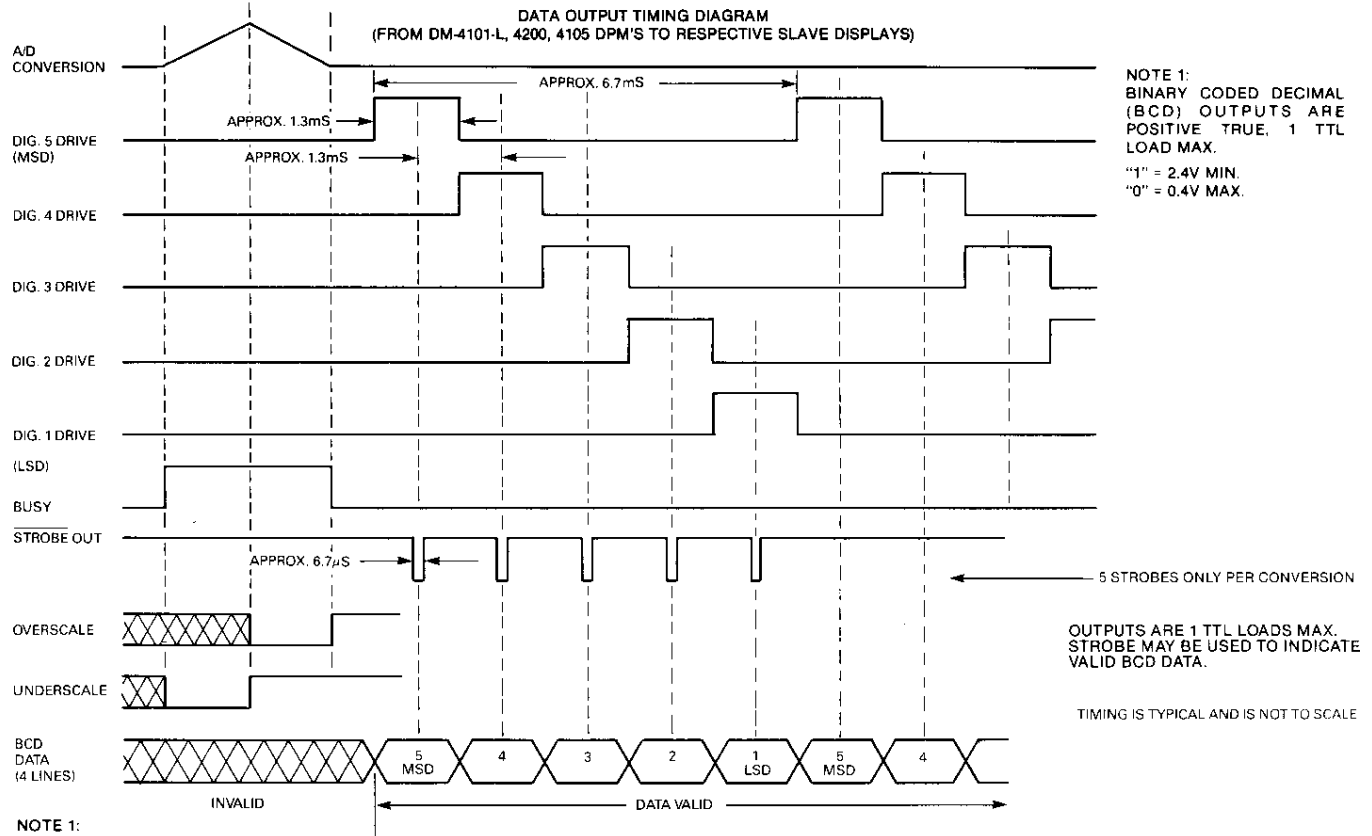 DATA OUTPUT TIMING DIAGRAM
(FROM DM-4101-L, 4200, 4105 DPM'S TO RESPECTIVE SLAVE DISPLAYS)
A/D
CONVERSION
APPROX. 6.7mS
NOTE 1:
BINARY CODED DECIMAL
(BCD) OUTPUTS ARE
POSITIVE TRUE, 1 TTL
LOAD MAX.
"1" = 2.4V MIN.
"0" = 0.4V MAX.
APPROX. 1.3mS
DIG. 5 DRIVE
(MSD)
APPROX. 1.3mS
DIG. 4 DRIVE
DIG. 3 DRIVE
DIG. 2 DRIVE
DIG. 1 DRIVE
(LSD)
BUSY
STROBE OUT
APPROX. 6.7µS
5 STROBES ONLY PER CONVERSION
OVERSCALE
OUTPUTS ARE 1 TTL LOADS MAX.
STROBE MAY BE USED TO INDICATE
VALID BCD DATA.
UNDERSCALE
TIMING IS TYPICAL AND IS NOT TO SCALE
BCD
DATA
(4 LINES)
5 4 3 2 1 5 4
MSD LSD MSD
INVALID
DATA VALID
NOTE 1: